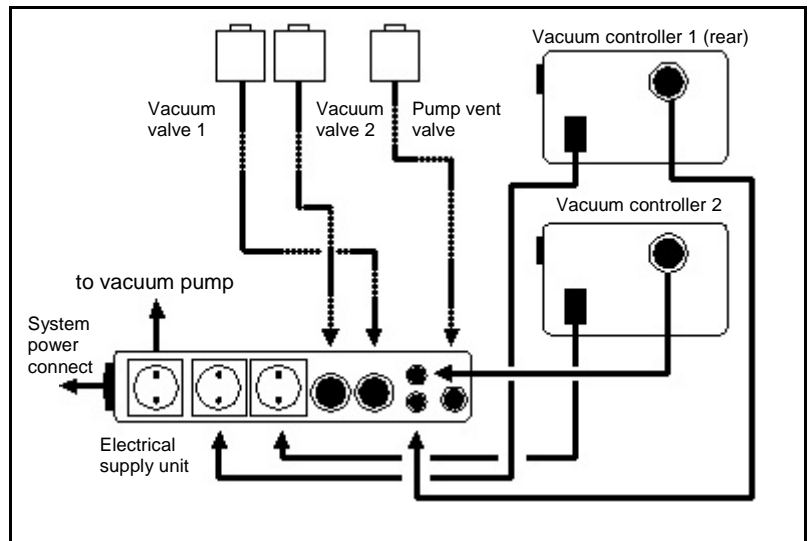 Vacuum controller 1 (rear)
Vacuum
valve 1
Vacuum
valve 2
Pump vent
valve
Vacuum controller 2
to vacuum pump
System
power
connect
Electrical
supply unit